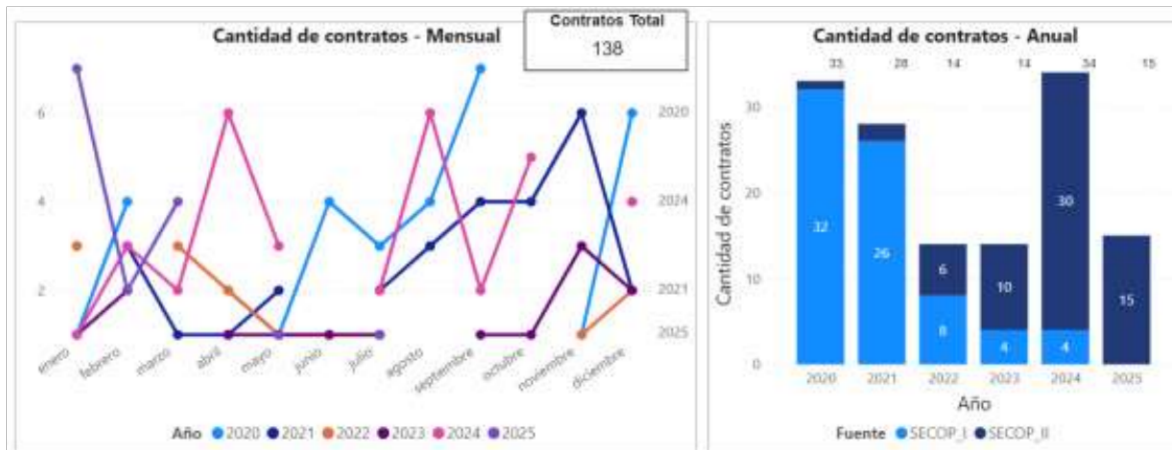 Contratos Total
138
Cantidad de contratos - Mensual
6
4
2
2020
2024
2021
2025
enero
febrero
marzo
abril
mayo
junio
julio
agosto
septiembre
octubre
noviembre
diciembre
Año 2020 2021 2022 2023 2024 2025
Cantidad de contratos - Anual
33 28 14 14 34 15
Cantidad de contratos
30
20
10
0
32
26
6
8
10
4
30
4
15
2020 2021 2022 2023 2024 2025
Año
Fuente SECOP_I SECOP_II